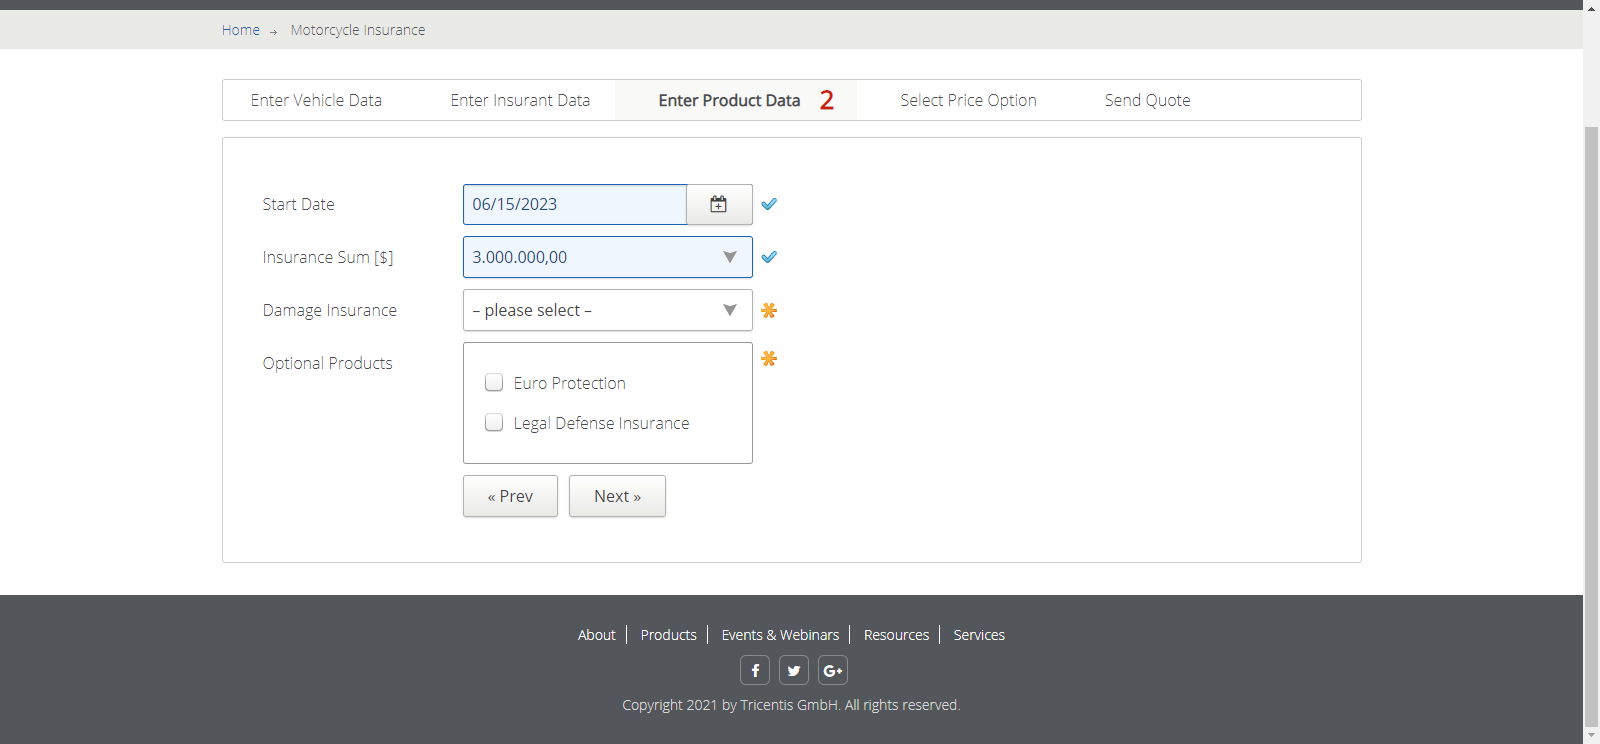 Home → Motorcycle Insurance
Enter Vehicle Data Enter Insurant Data Enter Product Data 2 Select Price Option Send Quote
Start Date 06/15/2023
Insurance Sum [$] 3.000.000,00
Damage Insurance – please select –
Optional Products
Euro Protection
Legal Defense Insurance
« Prev Next »
About Products Events & Webinars Resources Services
f G+
Copyright 2021 by Tricentis GmbH. All rights reserved.